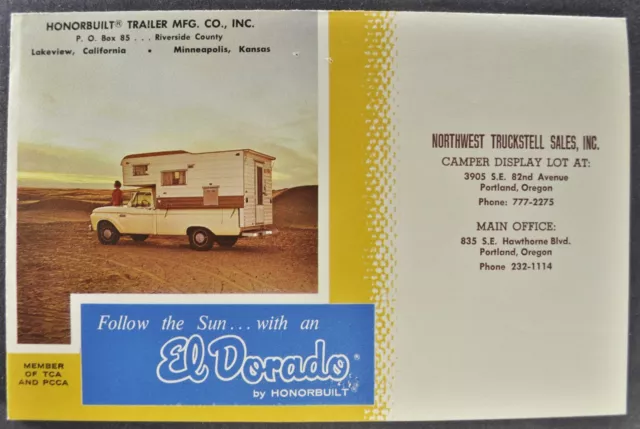 HONORBUILT® TRAILER MFG. CO., INC.
P. O. Box 85 . . . Riverside County
Lakeview, California • Minneapolis, Kansas
Follow the Sun . . . with an
El Dorado
by HONORBUILT®
MEMBER
OF TCA
AND PCCA
NORTHWEST TRUCKSTELL SALES, INC.
CAMPER DISPLAY LOT AT:
3905 S.E. 82nd Avenue
Portland, Oregon
Phone: 777-2275
MAIN OFFICE:
835 S.E. Hawthorne Blvd.
Portland, Oregon
Phone 232-1114